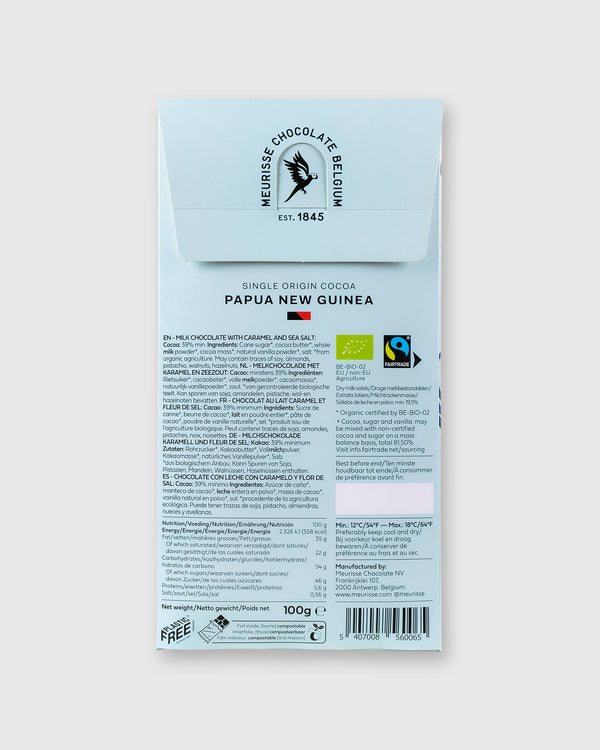 MEURISSE CHOCOLATE BELGIUM
EST. 1845
SINGLE ORIGIN COCOA
PAPUA NEW GUINEA
EN - MILK CHOCOLATE WITH CARAMEL AND SEA SALT:
Cocoa: 39% min. Ingredients: Cane sugar*, cocoa butter*, whole
milk powder*, cocoa mass*, natural vanilla powder*, salt. *from
organic agriculture. May contain traces of soy, almonds,
pistachio, walnuts, hazelnuts. NL - MELKCHOCOLADE MET
KARAMEL EN ZEEZOUT: Cacao: minstens 39% Ingrediënten:
Rietsuiker*, cacaoboter*, volle melkpoeder*, cacaomassa*,
natuurlijk vanillepoeder*, zout. *van gecontroleerde biologische
teelt. Kan sporen van soja, amandelen, pistache, wal-en
hazelnoten bevatten. FR - CHOCOLAT AU LAIT CARAMEL ET
FLEUR DE SEL: Cacao: 39% minimum Ingrédients: Sucre de
canne*, beurre de cacao*, lait en poudre entier*, pâte de
cacao*, poudre de vanille naturelle*, sel. *produit issu de
l'agriculture biologique. Peut contenir traces de soja, amandes,
pistaches, noix, noisettes. DE - MILCHSCHOKOLADE
KARAMELL UND FLEUR DE SEL: Kakao: 39% minimum
Zutaten: Rohrzucker*, Kakaobutter*, Vollmilchpulver,
Kakaomasse*, natürliches Vanillepulver*, Salz.
*aus biologischem Anbau. Kann Spuren von Soja,
Pistazien, Mandeln, Walnüssen, Haselnüssen enthalten.
ES - CHOCOLATE CON LECHE CON CARAMELO Y FLOR DE
SAL: Cacao: 39% mínimo Ingredientes: Azúcar de caña*,
manteca de cacao*, leche entera en polvo*, masa de cacao*,
vanilla natural en polvo*, sal. *procedente de la agricultura
ecológica. Puede tener trazas de soja, pistacho, almendras,
nueces y avellanas.
Nutrition/Voeding/Nutrition/Ernährung/Nutrición 100 g
Energy/Energie/Énergie/Energie/Energía 2.326 kJ (558 kcal)
Fat/vetten/matières grasses/Fett/grasas 35 g
Of which saturated/waarvan verzadigd/dont saturés/
davon gesättigt/de las cuales saturada 22 g
Carbohydrates/koolhydraten/glucides/Kohlenhydrate/
hidratos de carbono 54 g
Of which sugars/waarvan suikers/dont sucres/
davon Zucker/de los cuales azúcares 46 g
Proteins/eiwitten/protéines/Eiweiß/proteínas 5,6 g
Salt/zout/sel/Salz/sal 0,56 g
Net weight/Netto gewicht/Poids net 100g ℮
PLASTIC FREE
Foil inside, (home) compostable
Innenfolie, (thuis) composteerbaar
Film intérieur, compostable (à la maison)
FAIRTRADE
BE-BIO-02
EU / non-EU
Agriculture
Dry milk solids/Droge melkbestanddelen/
Extraits laitiers/Milchtrockenmasse/
Sólidos de leche en polvo: min. 19,5%
* Organic certified by BE-BIO-02
Cocoa, sugar and vanilla: may
be mixed with non-certified
cocoa and sugar on a mass
balance basis, total 81,50%
Visit info.fairtrade.net/sourcing
Best before end/Ten minste
houdbaar tot einde/À consommer
de préférence avant fin:
Min.: 12°C/54°F — Max.: 18°C/64°F
Preferably keep cool and dry/
Bij voorkeur koel en droog
bewaren/À conserver de
préférence au frais et au sec
Manufactured by:
Meurisse Chocolate NV
Frankrijklei 107,
2000 Antwerp, Belgium
www.meurisse.com @meurisse
5 407008 560065